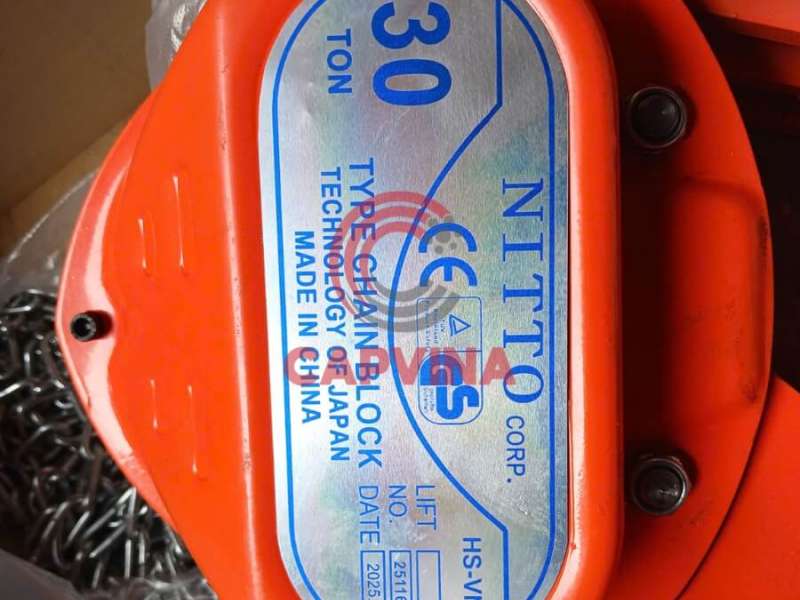 NITTO CORP.
HS-V
30 TON
CE
GS
TYPE CHAIN BLOCK
TECHNOLOGY OF JAPAN
MADE IN CHINA
LIFT
NO. 25116
DATE 2025
CAPVINA